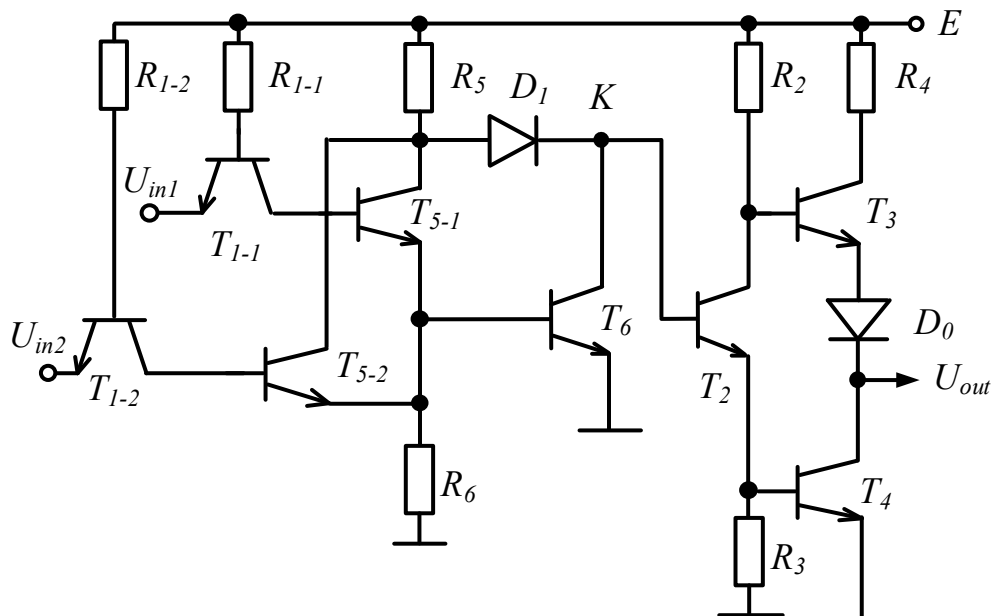 E
R1-2
R1-1
R5
D1
K
R2
R4
Uin1
T1-1
T5-1
T3
Uin2
T1-2
T5-2
T6
T2
D0
Uout
R6
T4
R3